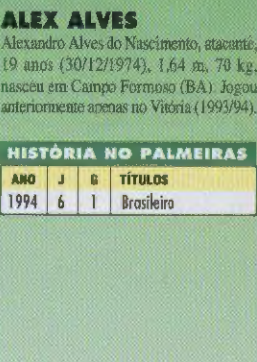 ALEX ALVES
Alexandro Alves do Nascimento, atacante,
19 anos (30/12/1974), 1,64 m, 70 kg,
nasceu em Campo Formoso (BA). Jogou
anteriormente apenas no Vitória (1993/94).
HISTÓRIA NO PALMEIRAS
ANO J G TÍTULOS
1994 6 1 Brasileiro